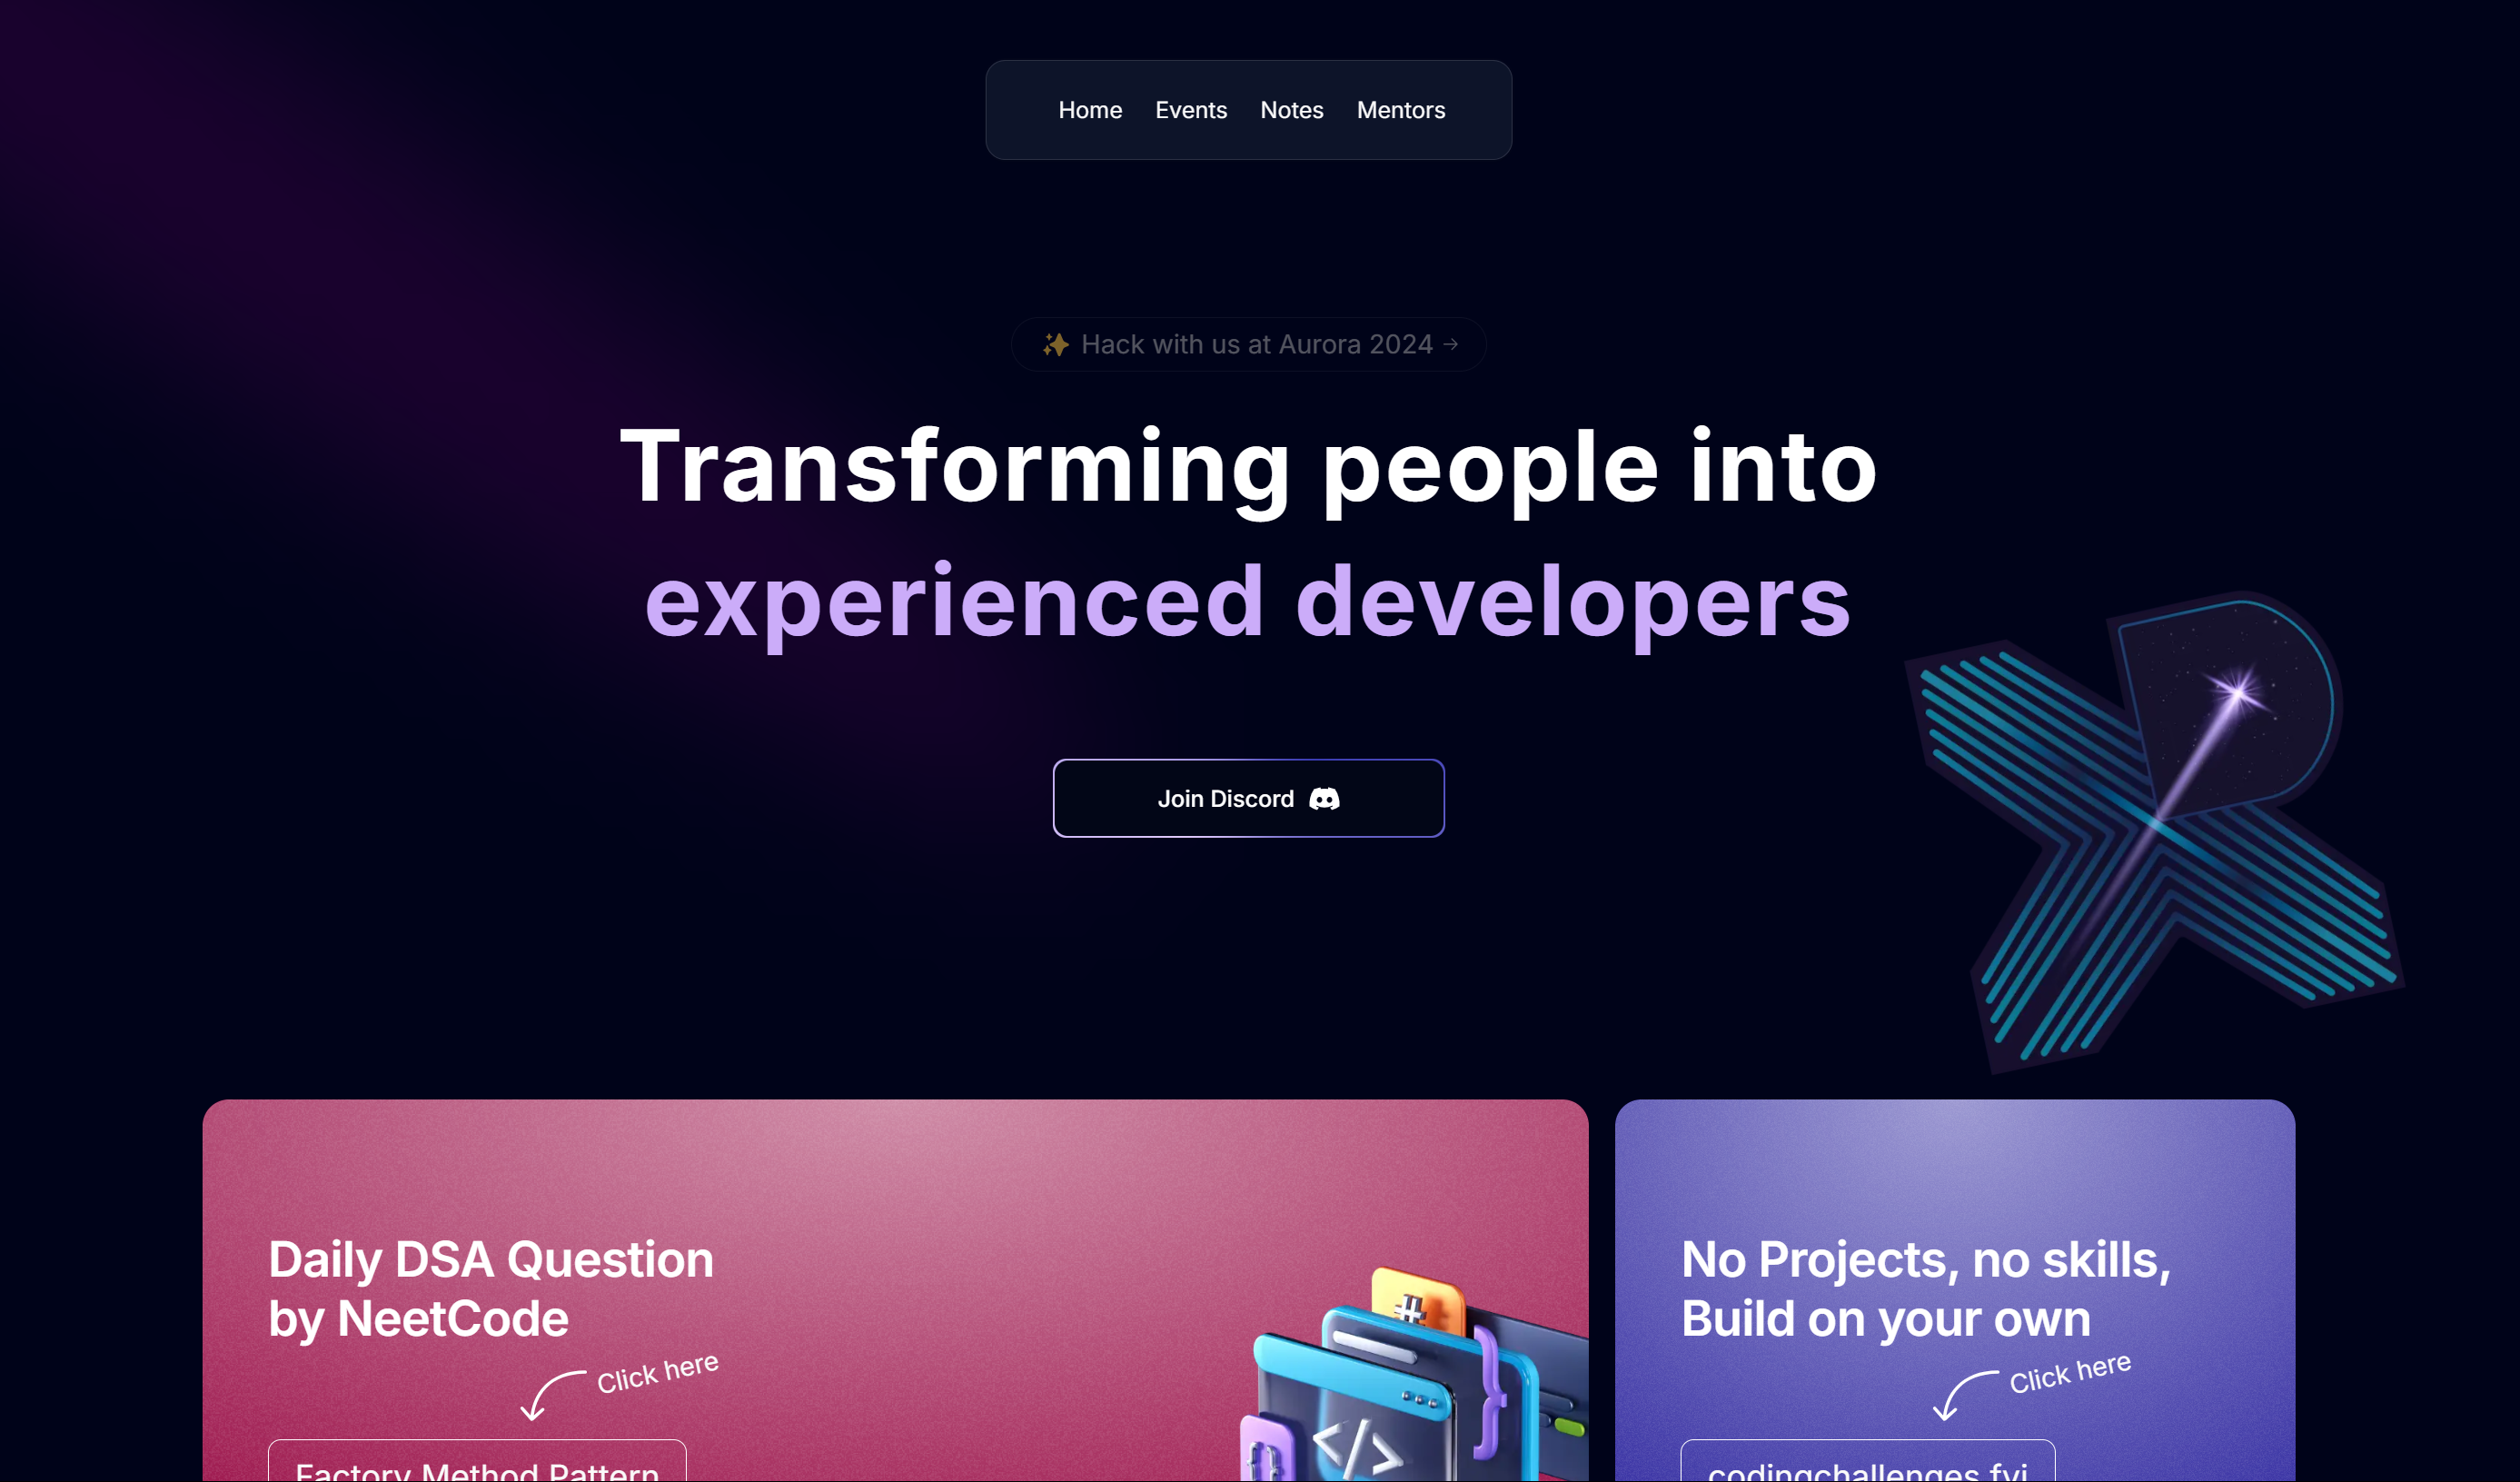 Home Events Notes Mentors
✨ Hack with us at Aurora 2024 →
Transforming people into
experienced developers
Join Discord
Daily DSA Question
by NeetCode
Click here
Factory Method Pattern
No Projects, no skills,
Build on your own
Click here
codingchallenges.fyi
#
{}
</>
}